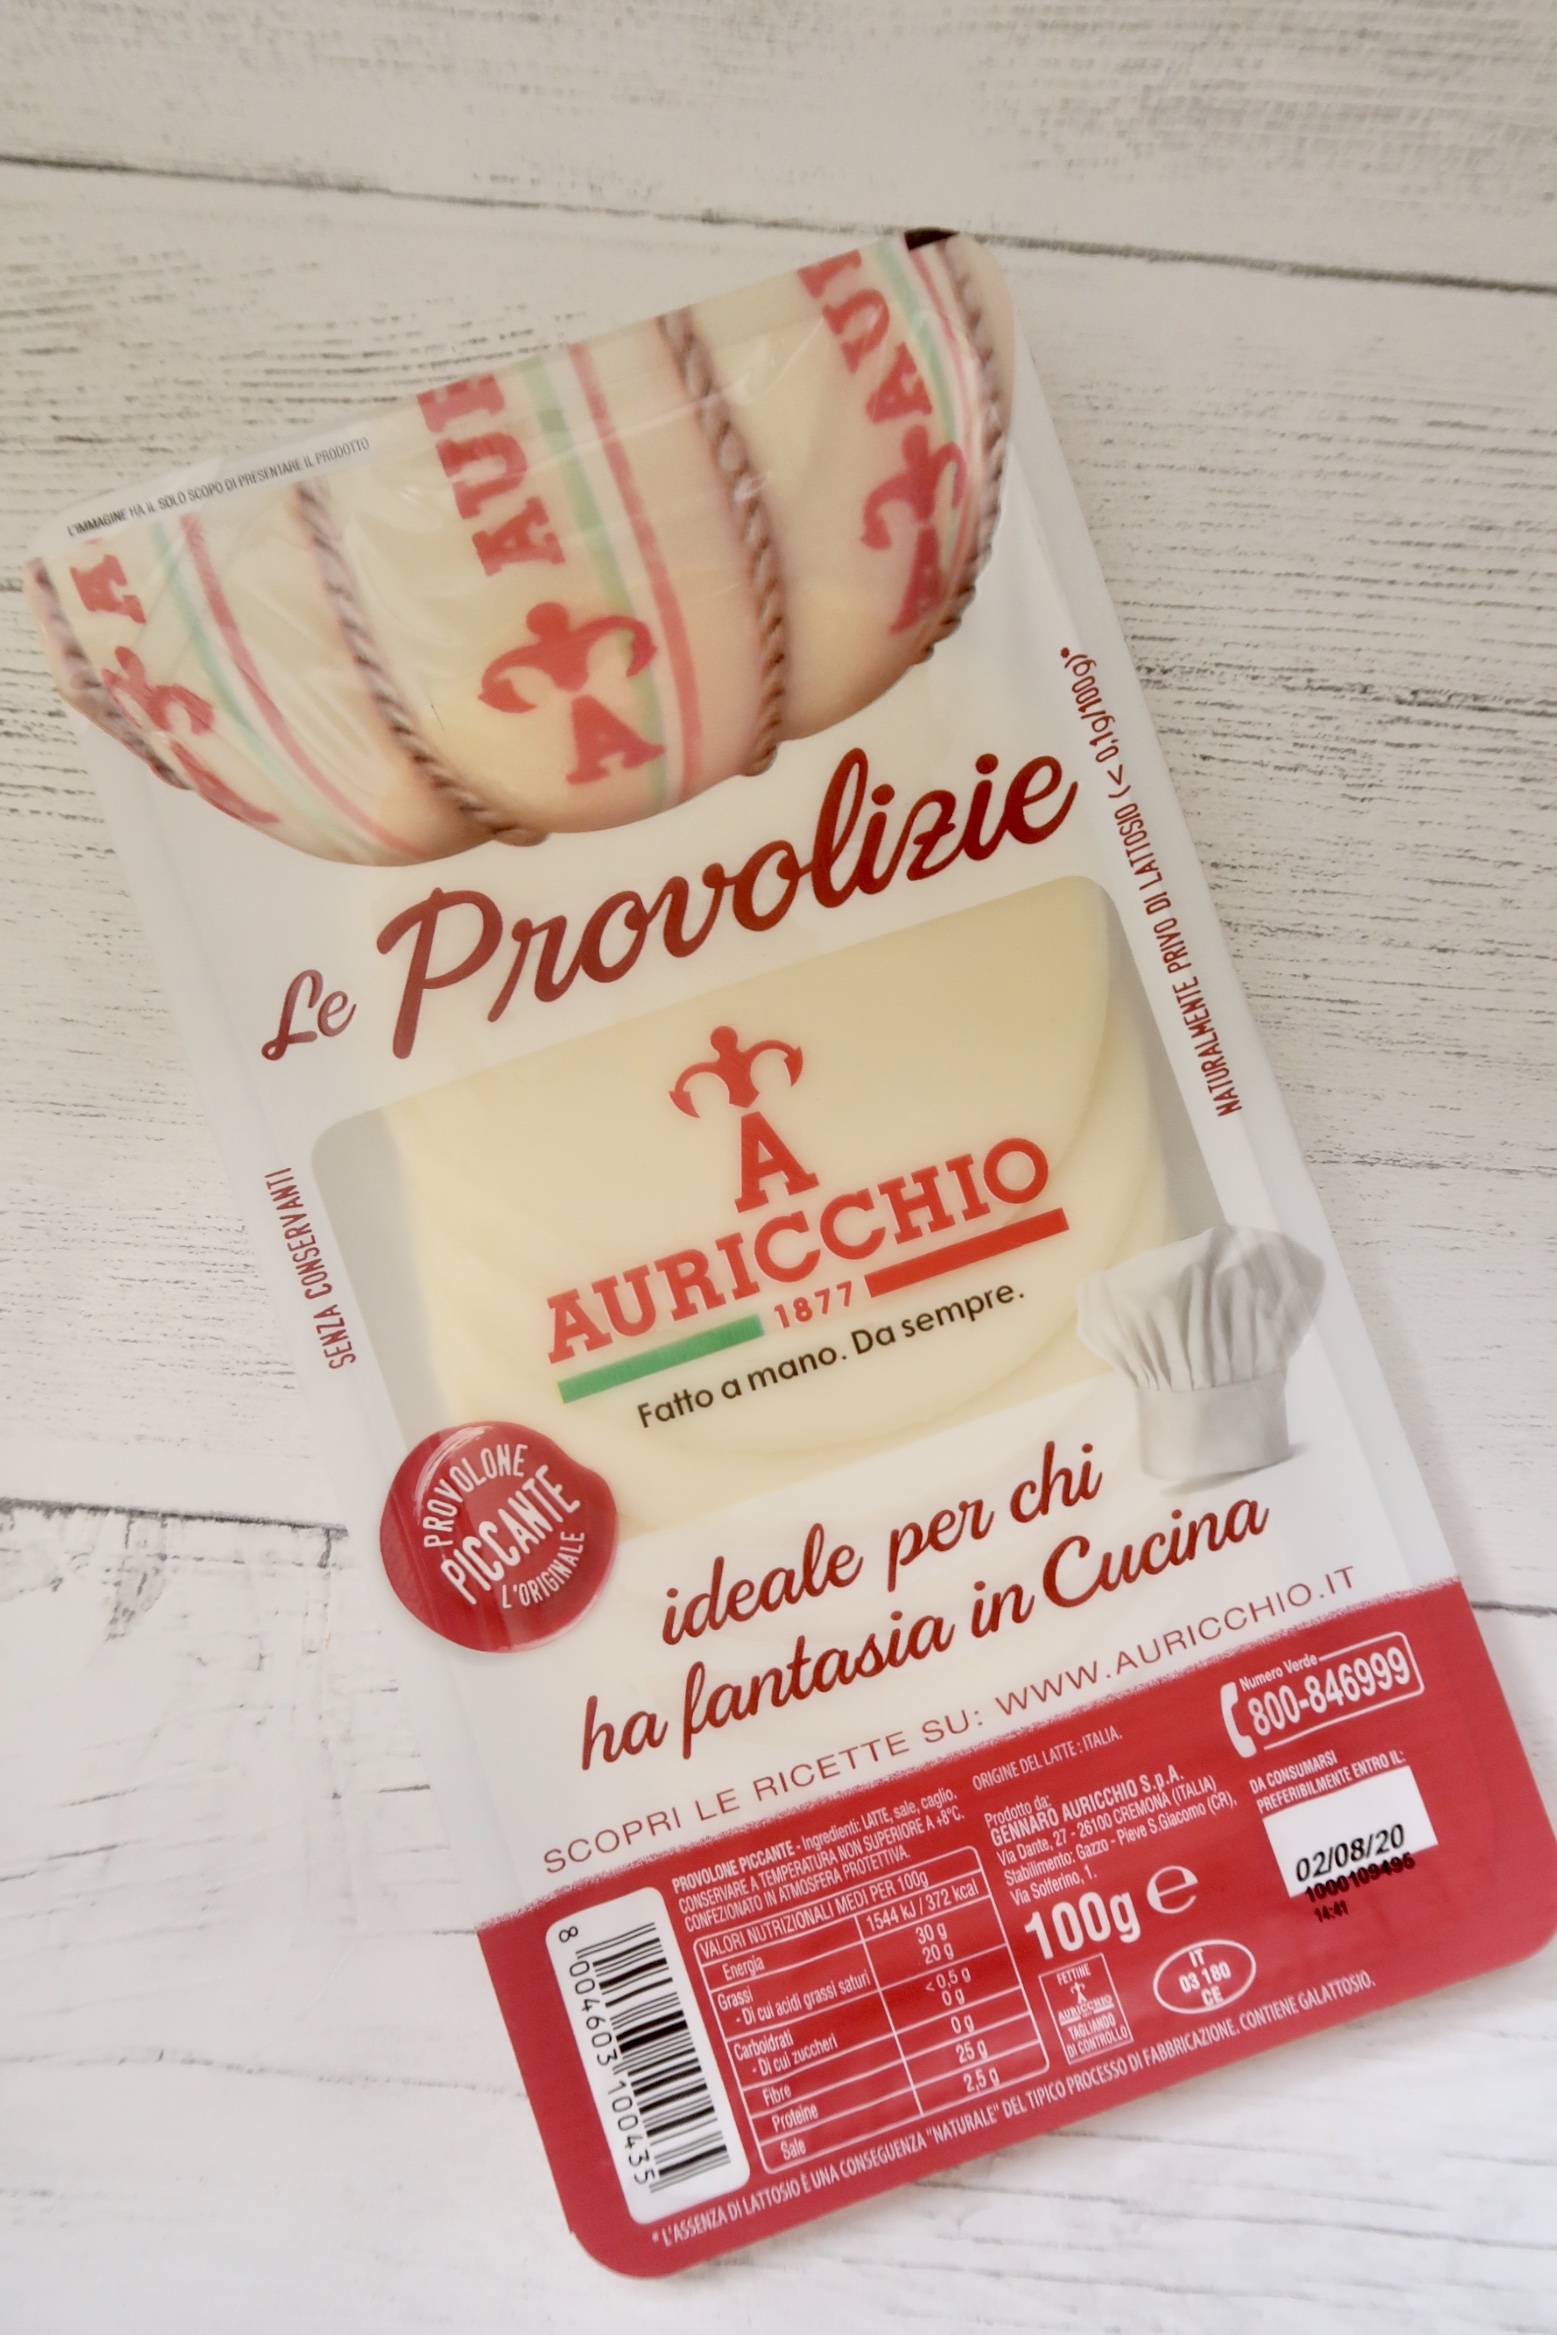 L'IMMAGINE HA IL SOLO SCOPO DI PRESENTARE IL PRODOTTO
Le Provolizie
SENZA CONSERVANTI
NATURALMENTE PRIVO DI LATTOSIO (< 0,1g/100g)*
A
AURICCHIO
1877
Fatto a mano. Da sempre.
PROVOLONE
PICCANTE
L'ORIGINALE
ideale per chi
ha fantasia in Cucina
SCOPRI LE RICETTE SU: WWW.AURICCHIO.IT
PROVOLONE PICCANTE - Ingredienti: LATTE, sale, caglio.
CONSERVARE A TEMPERATURA NON SUPERIORE A +8°C.
CONFEZIONATO IN ATMOSFERA PROTETTIVA.
ORIGINE DEL LATTE: ITALIA.
VALORI NUTRIZIONALI MEDI PER 100g
Energia 1544 kJ / 372 kcal
Grassi 30 g
- Di cui acidi grassi saturi 20 g
Carboidrati <0,5 g
- Di cui zuccheri 0 g
Fibre 0 g
Proteine 25 g
Sale 2,5 g
Prodotto da:
GENNARO AURICCHIO S.p.A.
Via Dante, 27 - 26100 CREMONA (ITALIA)
Stabilimento: Gazzo - Pieve S.Giacomo (CR),
Via Solferino, 1.
100g e
Numero Verde
800-846999
DA CONSUMARSI
PREFERIBILMENTE ENTRO IL:
02/08/20
1000109495
14:41
FETTINE
AURICCHIO
TAGLIANDO
DI CONTROLLO
IT
03 180
CE
8 004603 100435
* L'ASSENZA DI LATTOSIO È UNA CONSEGUENZA "NATURALE" DEL TIPICO PROCESSO DI FABBRICAZIONE. CONTIENE GALATTOSIO.